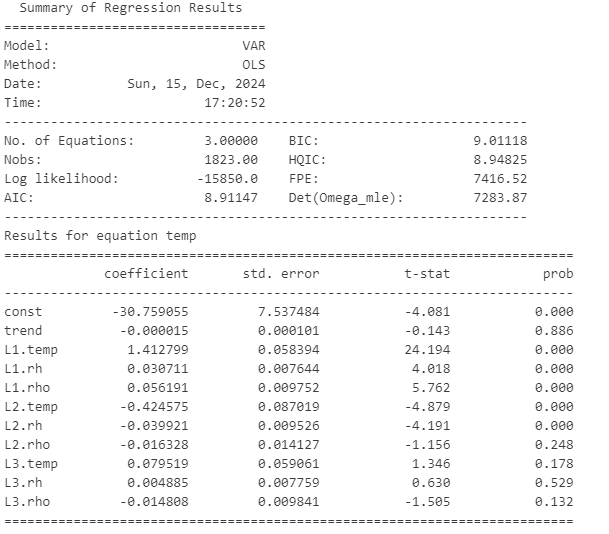 Summary of Regression Results
==================================
Model:                         VAR
Method:                        OLS
Date:           Sun, 15, Dec, 2024
Time:                     17:20:52
--------------------------------------------------------------------
No. of Equations:         3.00000    BIC:                    9.01118
Nobs:                     1823.00    HQIC:                   8.94825
Log likelihood:          -15850.0    FPE:                    7416.52
AIC:                      8.91147    Det(Omega_mle):         7283.87
--------------------------------------------------------------------
Results for equation temp
==========================================================================
             coefficient       std. error           t-stat            prob
--------------------------------------------------------------------------
const         -30.759055         7.537484           -4.081           0.000
trend          -0.000015         0.000101           -0.143           0.886
L1.temp         1.412799         0.058394           24.194           0.000
L1.rh           0.030711         0.007644            4.018           0.000
L1.rho          0.056191         0.009752            5.762           0.000
L2.temp        -0.424575         0.087019           -4.879           0.000
L2.rh          -0.039921         0.009526           -4.191           0.000
L2.rho         -0.016328         0.014127           -1.156           0.248
L3.temp         0.079519         0.059061            1.346           0.178
L3.rh           0.004885         0.007759            0.630           0.529
L3.rho         -0.014808         0.009841           -1.505           0.132
==========================================================================